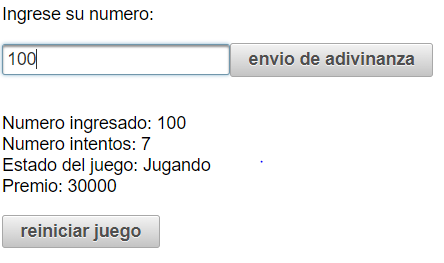 Ingrese su numero:
100 envio de adivinanza
Numero ingresado: 100
Numero intentos: 7
Estado del juego: Jugando
Premio: 30000
reiniciar juego